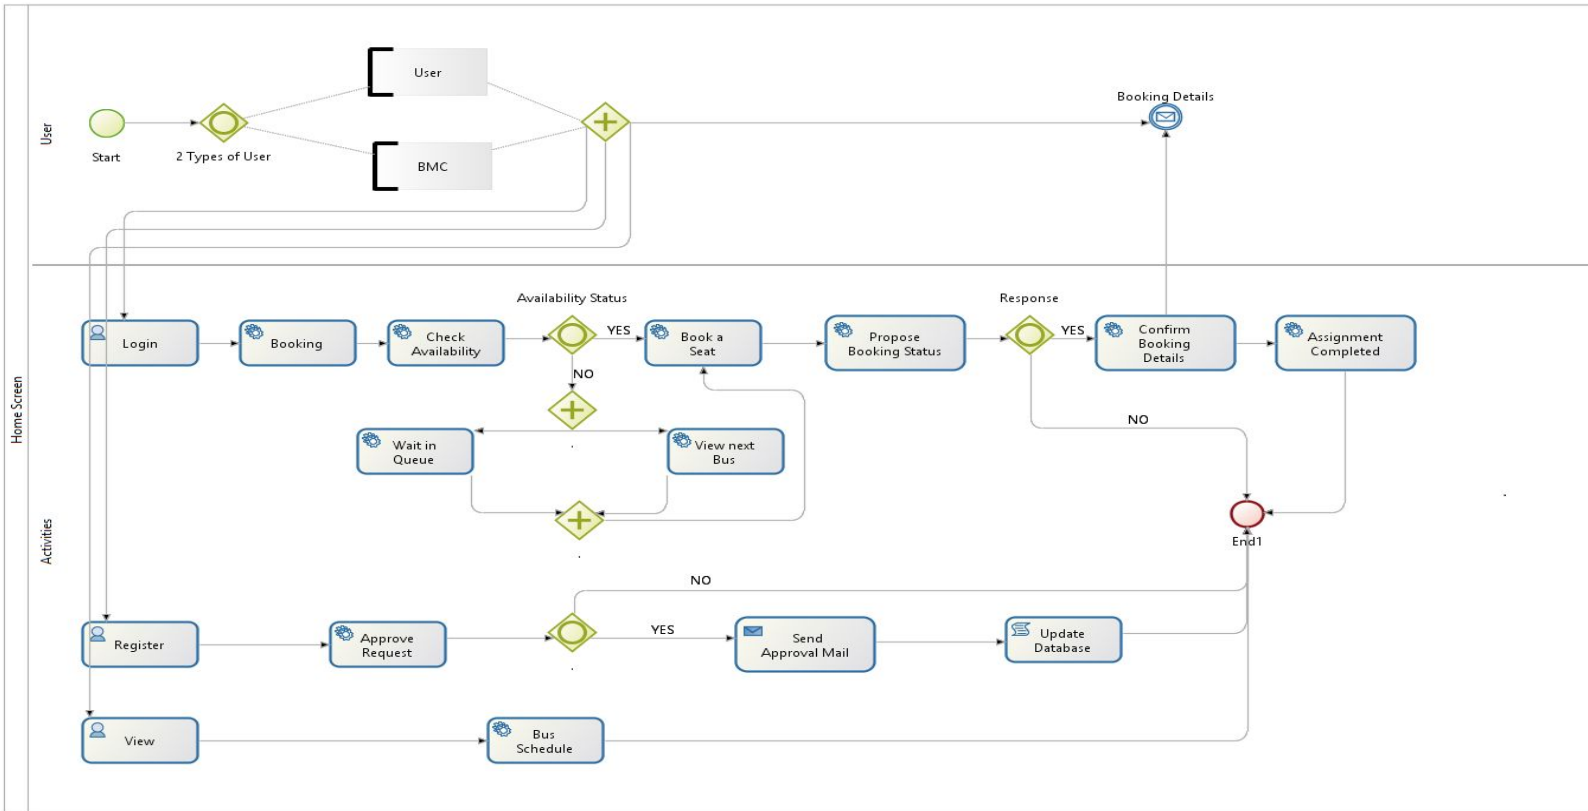 User
Booking Details
User
Start
2 Types of User
BMC
Home Screen
Activities
Availability Status
Response
YES
YES
Login
Booking
Check
Availability
Book a
Seat
Propose
Booking Status
Confirm
Booking
Details
Assignment
Completed
NO
NO
Wait in
Queue
View next
Bus
.
.
.
End1
NO
YES
Register
Approve
Request
Send
Approval Mail
Update
Database
.
View
Bus
Schedule